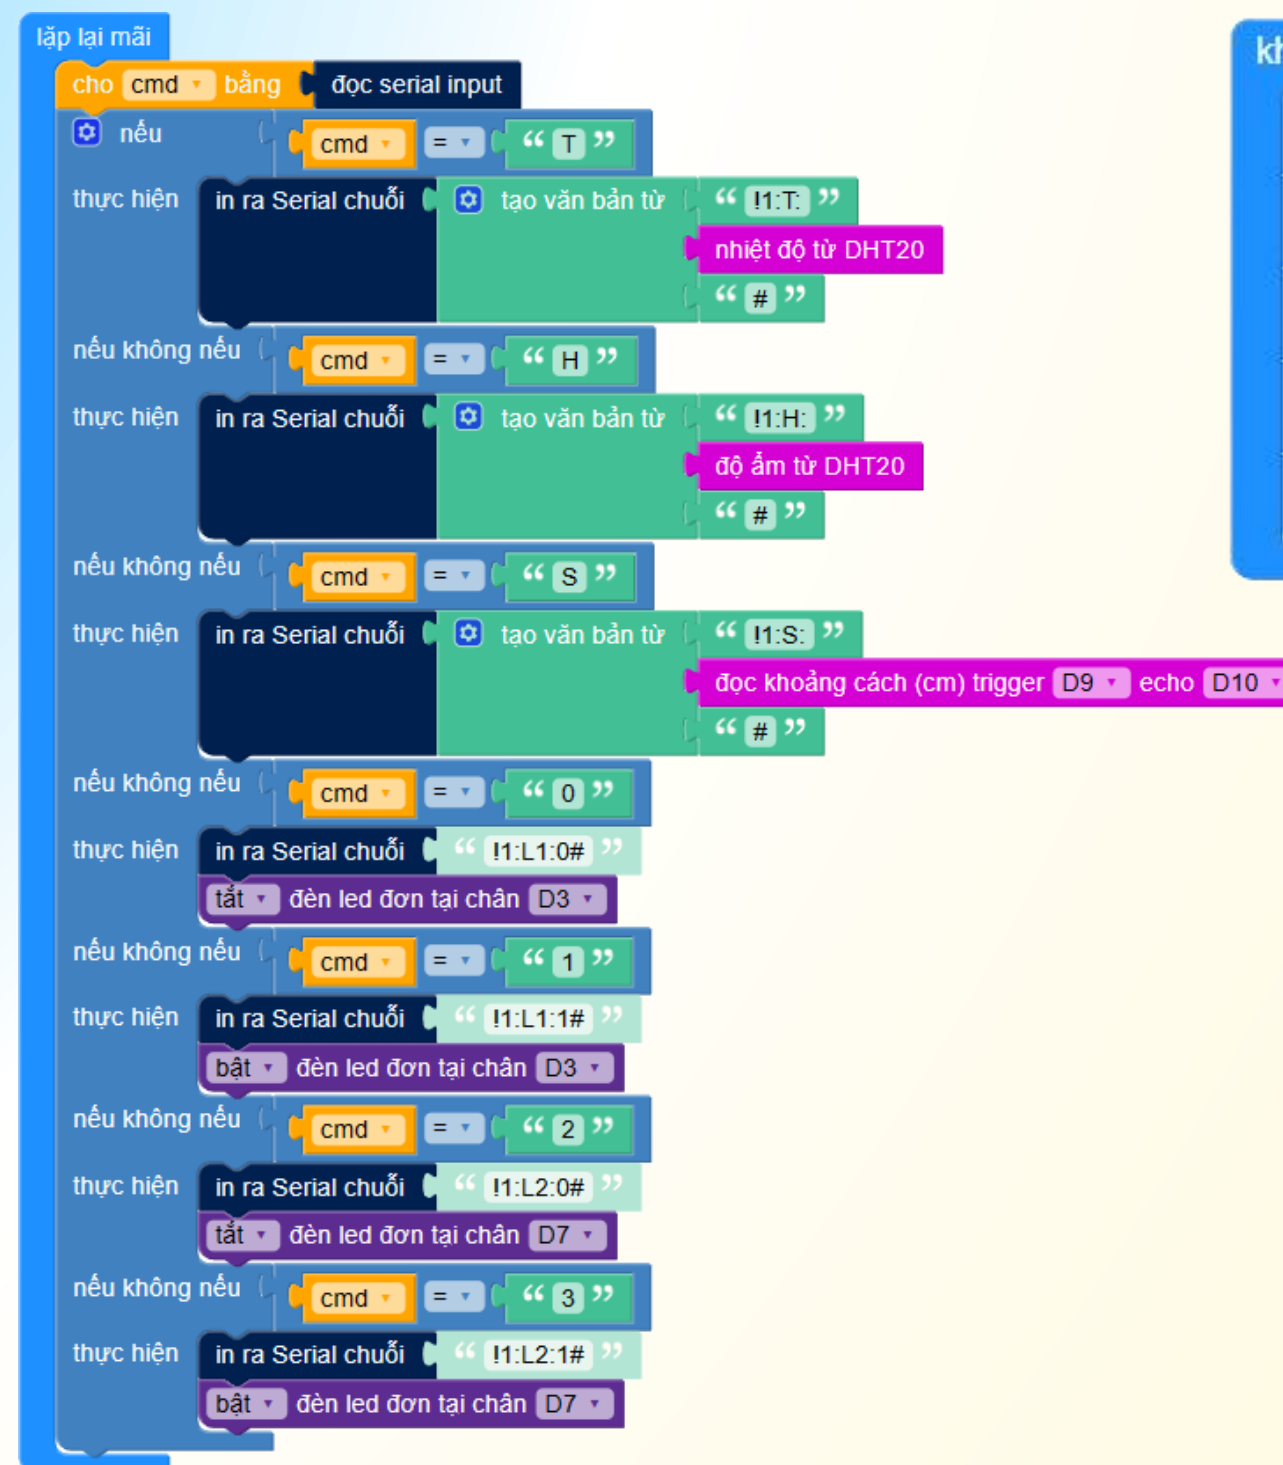 lặp lại mãi
cho cmd bằng đọc serial input
nếu cmd = “ T ”
thực hiện in ra Serial chuỗi tạo văn bản từ “ !1:T: ”
nhiệt độ từ DHT20
“ # ”
nếu không nếu cmd = “ H ”
thực hiện in ra Serial chuỗi tạo văn bản từ “ !1:H: ”
độ ẩm từ DHT20
“ # ”
nếu không nếu cmd = “ S ”
thực hiện in ra Serial chuỗi tạo văn bản từ “ !1:S: ”
đọc khoảng cách (cm) trigger D9 echo D10
“ # ”
nếu không nếu cmd = “ 0 ”
thực hiện in ra Serial chuỗi “ !1:L1:0# ”
tắt đèn led đơn tại chân D3
nếu không nếu cmd = “ 1 ”
thực hiện in ra Serial chuỗi “ !1:L1:1# ”
bật đèn led đơn tại chân D3
nếu không nếu cmd = “ 2 ”
thực hiện in ra Serial chuỗi “ !1:L2:0# ”
tắt đèn led đơn tại chân D7
nếu không nếu cmd = “ 3 ”
thực hiện in ra Serial chuỗi “ !1:L2:1# ”
bật đèn led đơn tại chân D7